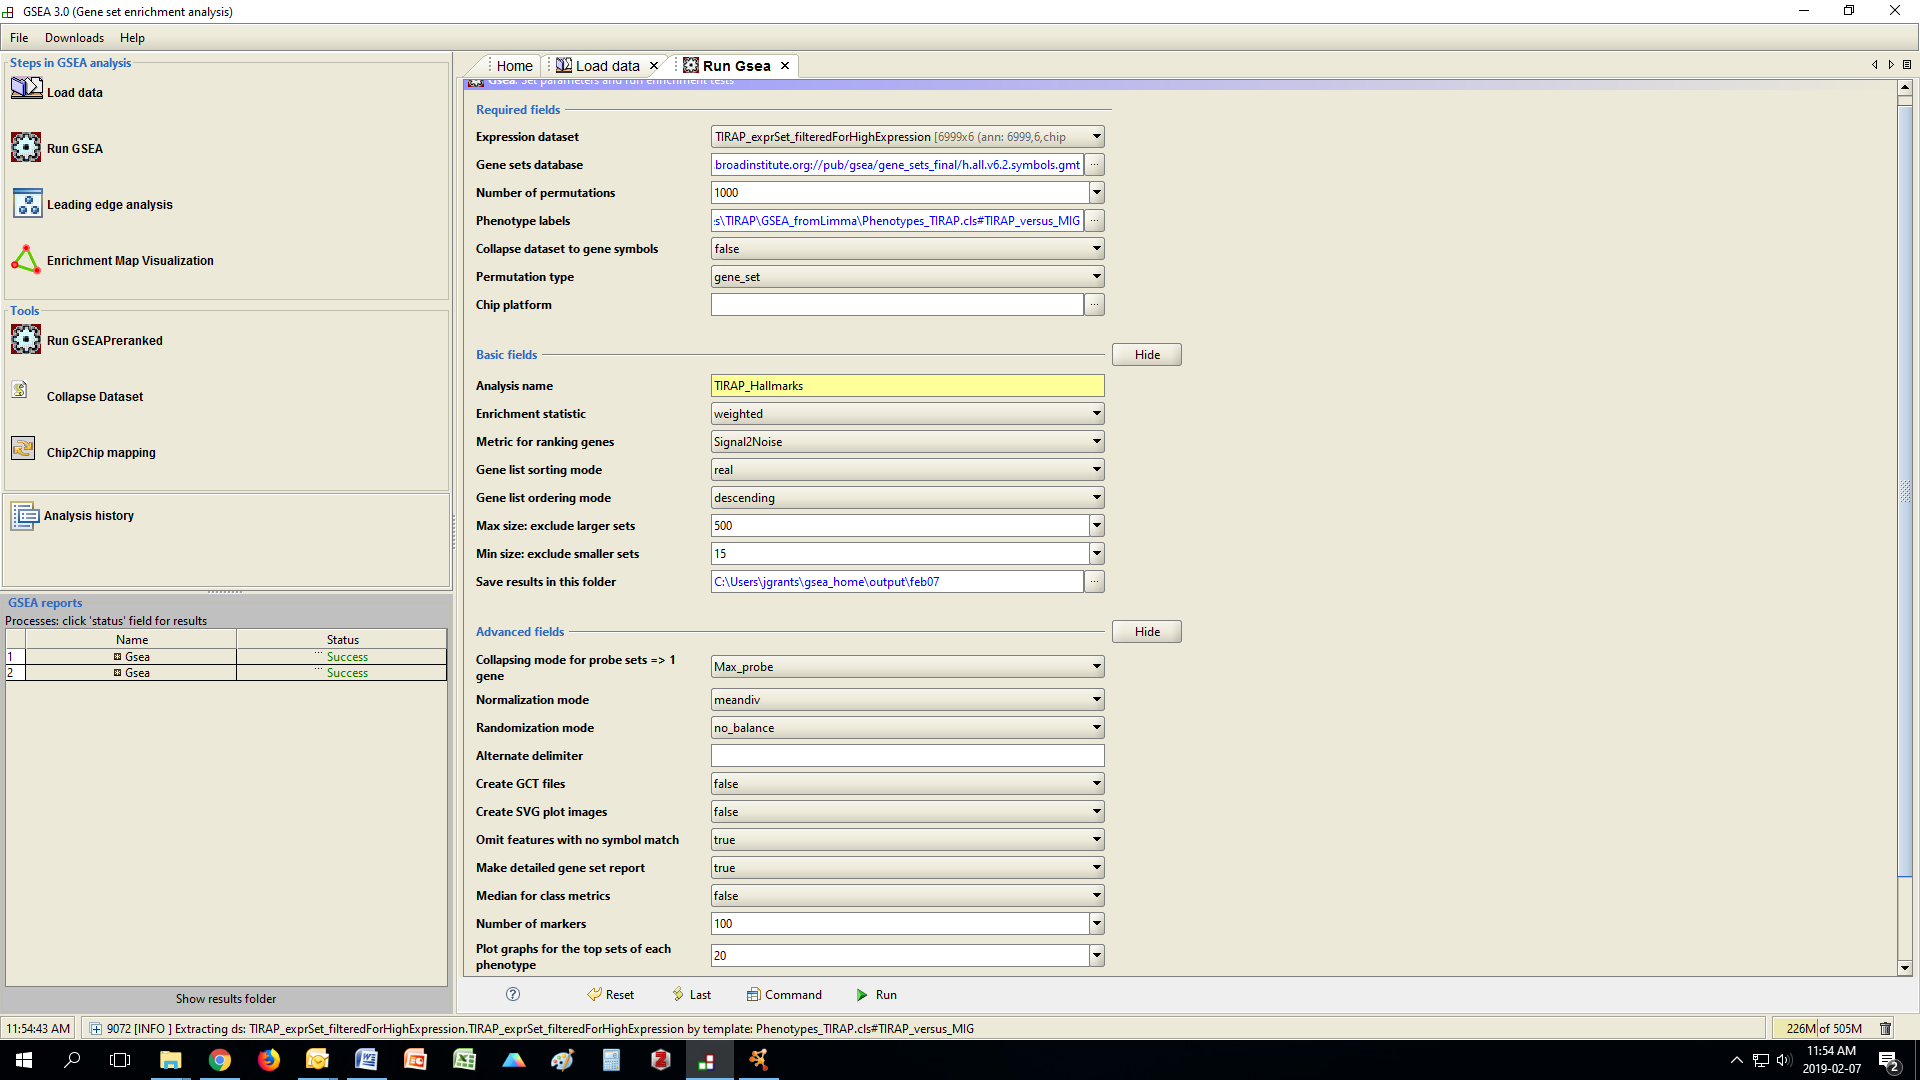 GSEA 3.0 (Gene set enrichment analysis)
File Downloads Help
Steps in GSEA analysis
Load data
Run GSEA
Leading edge analysis
Enrichment Map Visualization
Tools
Run GSEAPreranked
Collapse Dataset
Chip2Chip mapping
Analysis history
GSEA reports
Processes: click 'status' field for results
Name Status
1 Gsea Success
2 Gsea Success
Show results folder
Home Load data Run Gsea
Gsea: Set parameters and run enrichment tests
Required fields
Expression dataset TIRAP_exprSet_filteredForHighExpression [6999x6 (ann: 6999,6,chip
Gene sets database .broadinstitute.org://pub/gsea/gene_sets_final/h.all.v6.2.symbols.gmt ...
Number of permutations 1000
Phenotype labels s\TIRAP\GSEA_fromLimma\Phenotypes_TIRAP.cls#TIRAP_versus_MIG ...
Collapse dataset to gene symbols false
Permutation type gene_set
Chip platform ...
Basic fields Hide
Analysis name TIRAP_Hallmarks
Enrichment statistic weighted
Metric for ranking genes Signal2Noise
Gene list sorting mode real
Gene list ordering mode descending
Max size: exclude larger sets 500
Min size: exclude smaller sets 15
Save results in this folder C:\Users\jgrants\gsea_home\output\feb07 ...
Advanced fields Hide
Collapsing mode for probe sets => 1
gene Max_probe
Normalization mode meandiv
Randomization mode no_balance
Alternate delimiter
Create GCT files false
Create SVG plot images false
Omit features with no symbol match true
Make detailed gene set report true
Median for class metrics false
Number of markers 100
Plot graphs for the top sets of each
phenotype 20
? Reset Last Command Run
11:54:43 AM 9072 [INFO ] Extracting ds: TIRAP_exprSet_filteredForHighExpression.TIRAP_exprSet_filteredForHighExpression by template: Phenotypes_TIRAP.cls#TIRAP_versus_MIG 226M of 505M
11:54 AM
2019-02-07
2